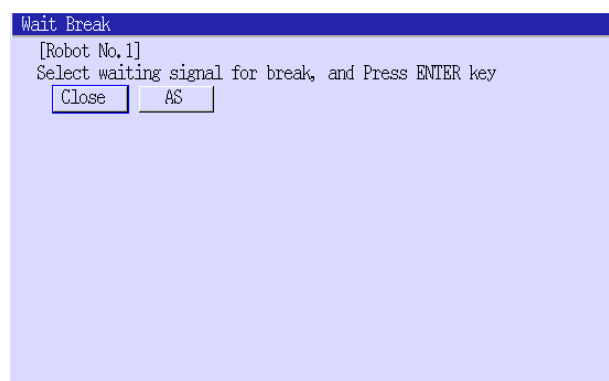 Wait Break
[Robot No.1]
Select waiting signal for break, and Press ENTER key
Close AS